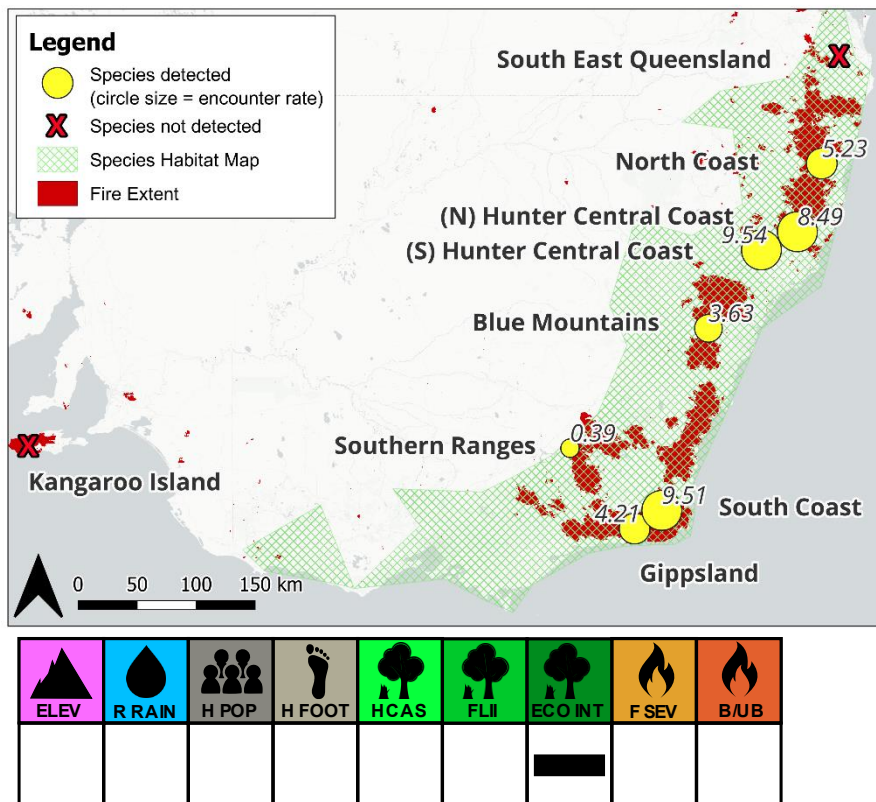 Legend
Species detected
(circle size = encounter rate)
X Species not detected
Species Habitat Map
Fire Extent
South East Queensland
X
North Coast
5.23
(N) Hunter Central Coast
8.49
(S) Hunter Central Coast
9.54
Blue Mountains
3.63
Southern Ranges
0.39
X
Kangaroo Island
South Coast
9.51
4.21
Gippsland
0 50 100 150 km
ELEV R RAIN H POP H FOOT HCAS FLII ECO INT F SEV B/UB